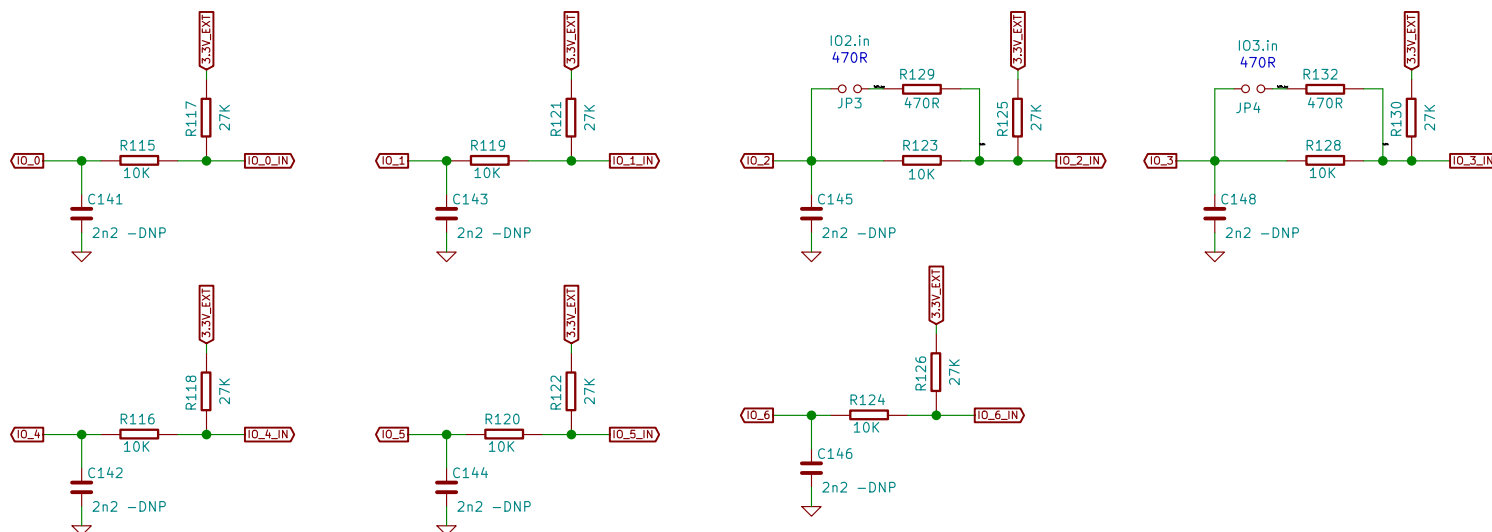 3.3V_EXT
R117
27K
IO_0
R115
10K
IO_0_IN
C141
2n2 -DNP
3.3V_EXT
R121
27K
IO_1
R119
10K
IO_1_IN
C143
2n2 -DNP
IO2.in
470R
JP3
R129
470R
3.3V_EXT
R125
27K
IO_2
R123
10K
IO_2_IN
C145
2n2 -DNP
IO3.in
470R
JP4
R132
470R
3.3V_EXT
R130
27K
IO_3
R128
10K
IO_3_IN
C148
2n2 -DNP
3.3V_EXT
R118
27K
IO_4
R116
10K
IO_4_IN
C142
2n2 -DNP
3.3V_EXT
R122
27K
IO_5
R120
10K
IO_5_IN
C144
2n2 -DNP
3.3V_EXT
R126
27K
IO_6
R124
10K
IO_6_IN
C146
2n2 -DNP